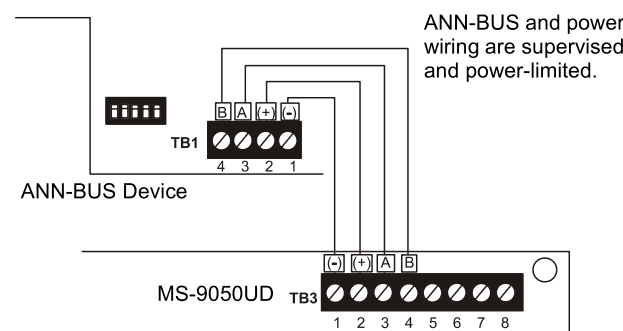 ANN-BUS and power
wiring are supervised
and power-limited.
B A (+) (-)
TB1
4 3 2 1
ANN-BUS Device
(-) (+) A B
MS-9050UD TB3
1 2 3 4 5 6 7 8